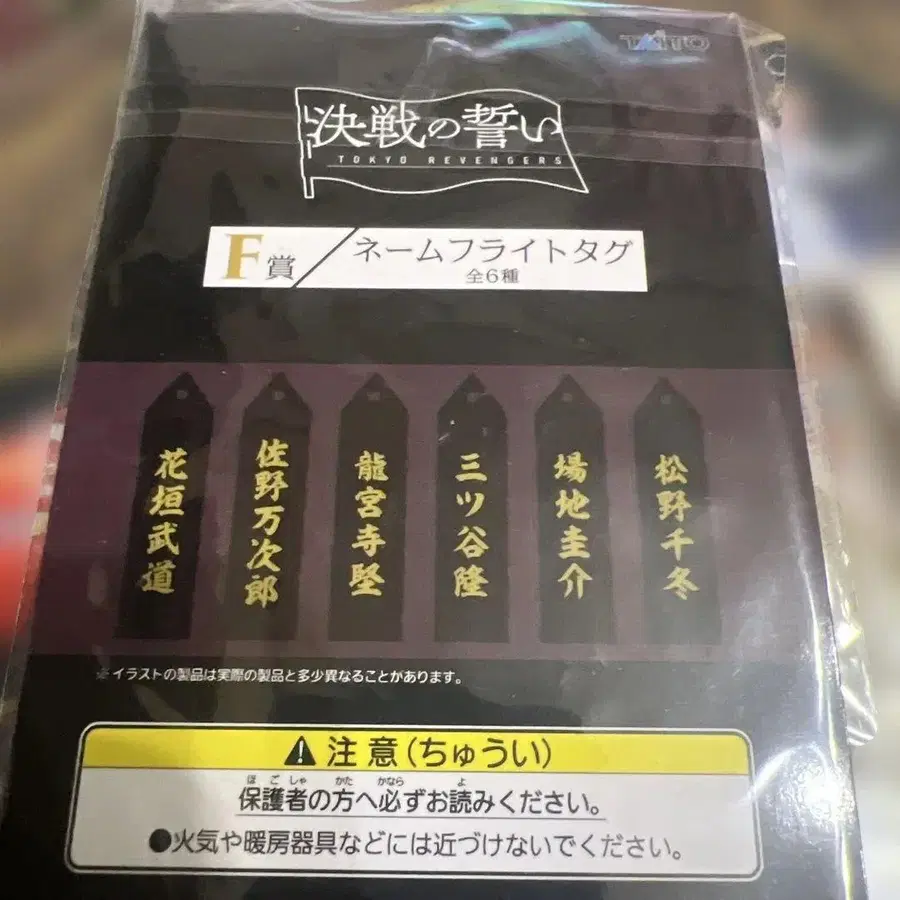 TAITO
決戦の誓い
TOKYO REVENGERS
F賞/ネームフライトタグ
全6種
花垣武道
佐野万次郎
龍宮寺堅
三ツ谷隆
場地圭介
松野千冬
※イラストの製品は実際の製品と多少異なることがあります。
⚠注意(ちゅうい)
ほごしゃ かた かなら よ
保護者の方へ必ずお読みください。
●火気や暖房器具などには近づけないでください。